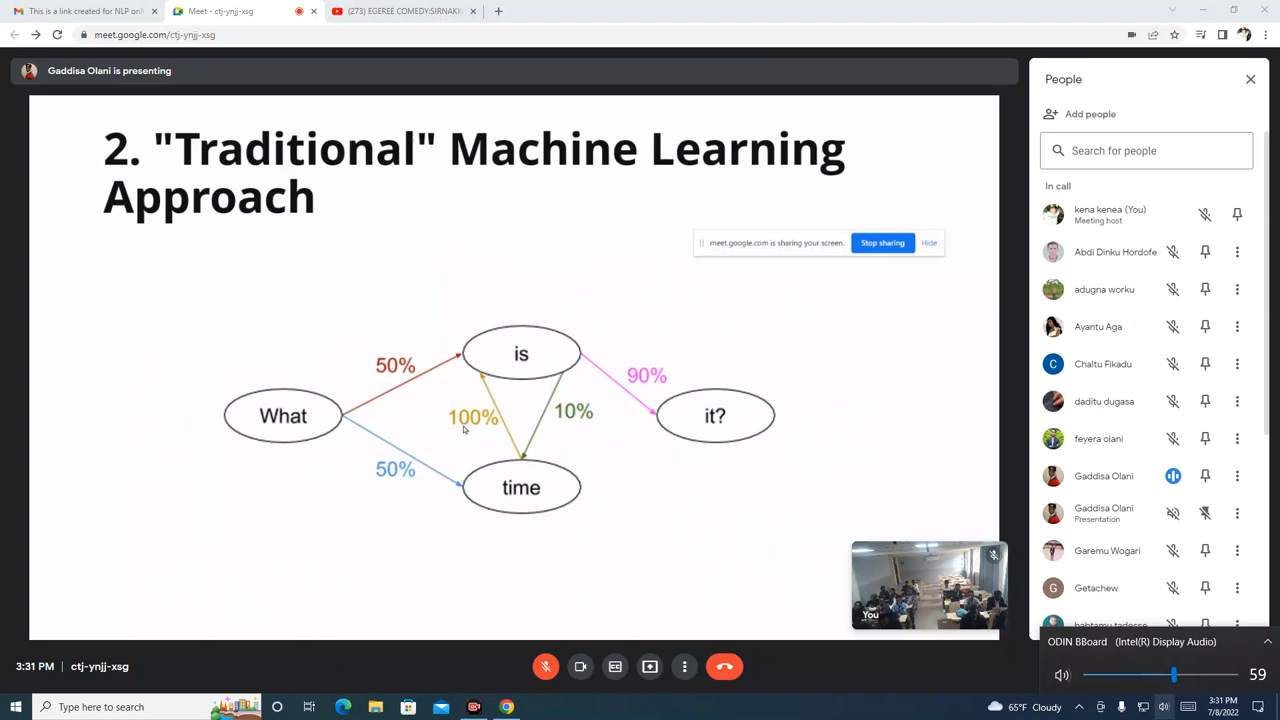 This is a link created for NLP onl
Meet - ctj-ynjj-xsg
(273) EGEREE COMEDY:SIRNAKK
meet.google.com/ctj-ynjj-xsg
Gaddisa Olani is presenting
2. "Traditional" Machine Learning
Approach
meet.google.com is sharing your screen.
Stop sharing
Hide
What
50%
50%
is
100%
10%
time
90%
it?
You
People
Add people
Search for people
In call
kena kenea (You)
Meeting host
Abdi Dinku Hordofe
adugna worku
Ayantu Aga
C
Chaltu Fikadu
daditu dugasa
feyera olani
Gaddisa Olani
Gaddisa Olani
Presentation
Garemu Wogari
G
Getachew
habtamu tadesse
ODIN BBoard (Intel(R) Display Audio)
59
3:31 PM | ctj-ynjj-xsg
Type here to search
65°F Cloudy
3:31 PM
7/8/2022